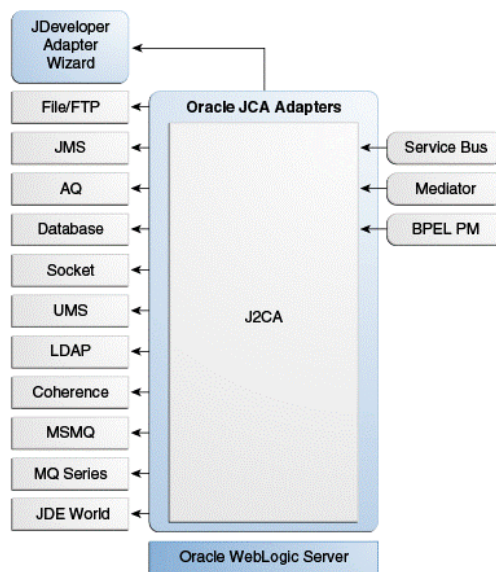 JDeveloper
Adapter
Wizard
Oracle JCA Adapters
File/FTP
JMS
AQ
Database
Socket
UMS
LDAP
Coherence
MSMQ
MQ Series
JDE World
J2CA
Service Bus
Mediator
BPEL PM
Oracle WebLogic Server